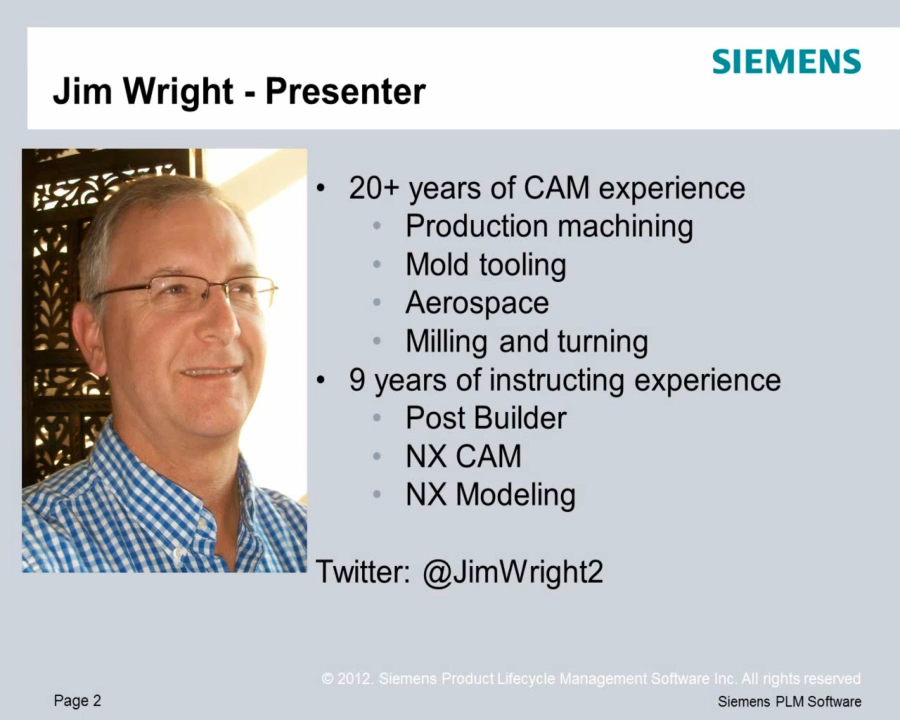 SIEMENS
Jim Wright - Presenter
• 20+ years of CAM experience
• Production machining
• Mold tooling
• Aerospace
• Milling and turning
• 9 years of instructing experience
• Post Builder
• NX CAM
• NX Modeling
Twitter: @JimWright2
© 2012. Siemens Product Lifecycle Management Software Inc. All rights reserved
Page 2
Siemens PLM Software